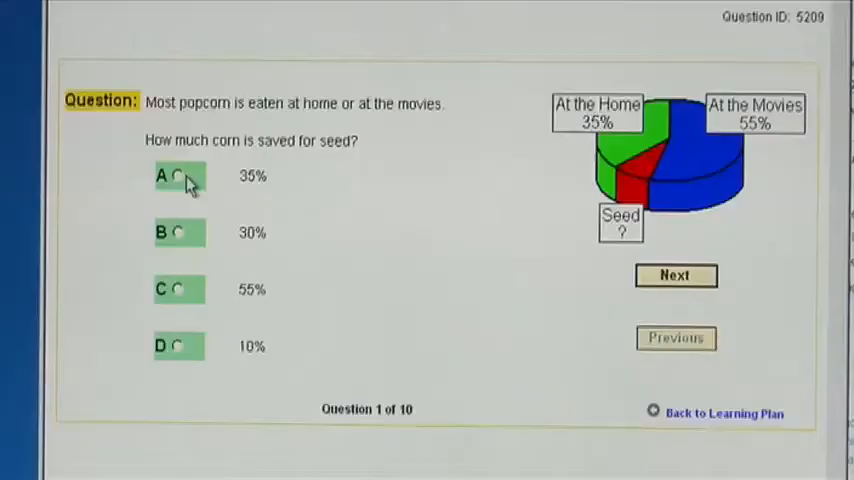 Question ID: 5209
Question: Most popcorn is eaten at home or at the movies.
How much corn is saved for seed?
A 35%
B 30%
C 55%
D 10%
At the Home
35%
At the Movies
55%
Seed
?
Next
Previous
Question 1 of 10
Back to Learning Plan